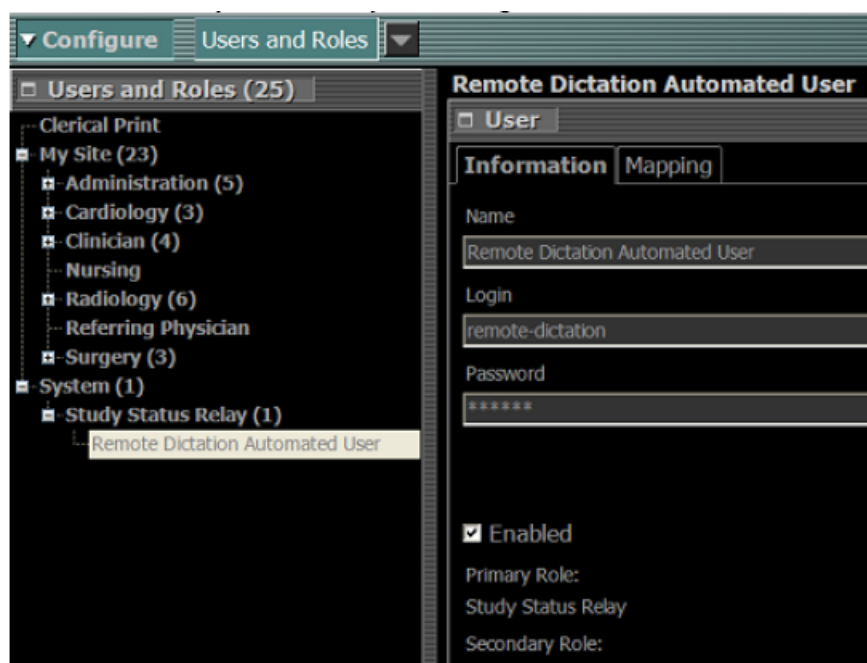 Configure Users and Roles
Users and Roles (25)
Clerical Print
My Site (23)
Administration (5)
Cardiology (3)
Clinician (4)
Nursing
Radiology (6)
Referring Physician
Surgery (3)
System (1)
Study Status Relay (1)
Remote Dictation Automated User
Remote Dictation Automated User
User
Information Mapping
Name
Remote Dictation Automated User
Login
remote-dictation
Password
******
Enabled
Primary Role:
Study Status Relay
Secondary Role: